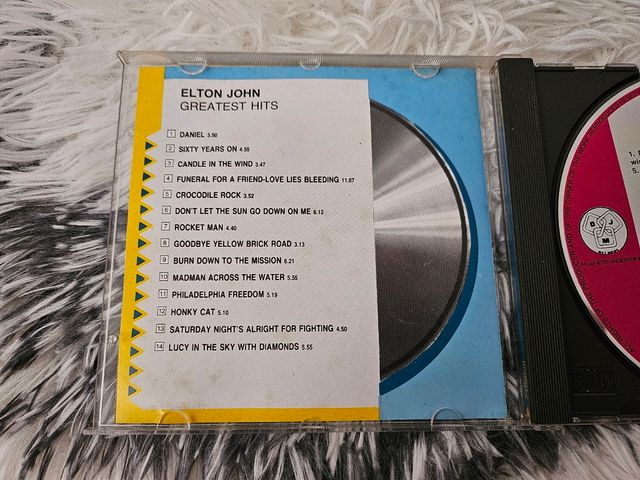 ELTON JOHN
GREATEST HITS
1 DANIEL 3.50
2 SIXTY YEARS ON 4.55
3 CANDLE IN THE WIND 3.47
4 FUNERAL FOR A FRIEND-LOVE LIES BLEEDING 11.07
5 CROCODILE ROCK 3.52
6 DON'T LET THE SUN GO DOWN ON ME 6.12
7 ROCKET MAN 4.40
8 GOODBYE YELLOW BRICK ROAD 3.13
9 BURN DOWN TO THE MISSION 6.21
10 MADMAN ACROSS THE WATER 5.55
11 PHILADELPHIA FREEDOM 5.19
12 HONKY CAT 5.10
13 SATURDAY NIGHT'S ALRIGHT FOR FIGHTING 4.50
14 LUCY IN THE SKY WITH DIAMONDS 5.55
1.
5.
D J M